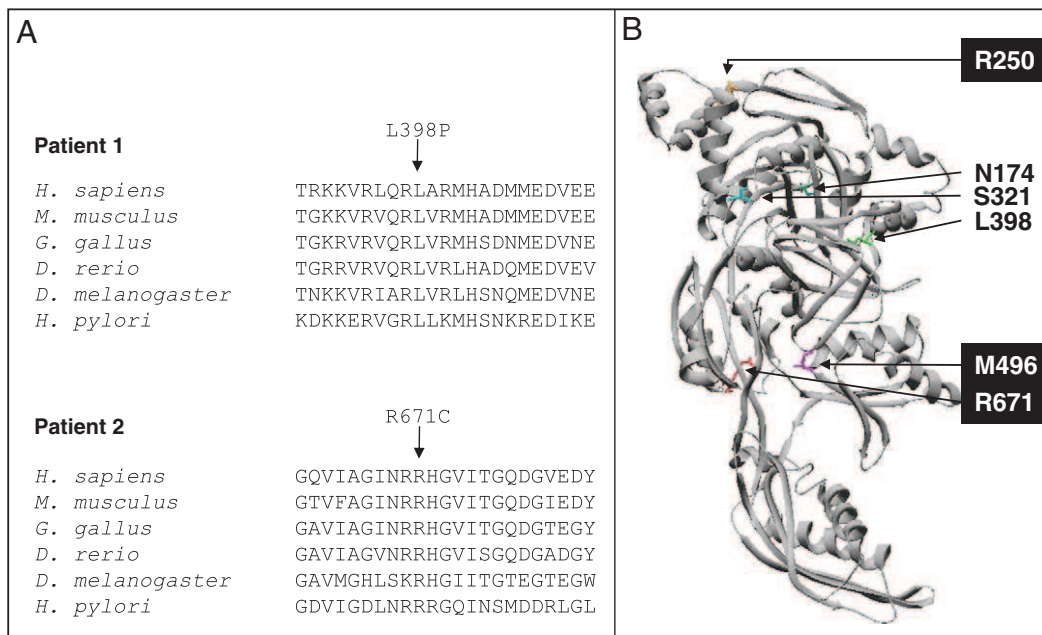 A
L398P
Patient 1
H. sapiens TRKKVRLQRLARMHADMMEDVEE
M. musculus TGKKVRVQRLVRMHADMMEDVEE
G. gallus TGKRVRVQRLVRMHSDNMEDVNE
D. rerio TGRRVRVQRLVRLHADQMEDVEV
D. melanogaster TNKKVRIARLVRLHSNQMEDVNE
H. pylori KDKKERVGRLLKMHSNKREDIKE
R671C
Patient 2
H. sapiens GQVIAGINRRHGVITGQDGVEDY
M. musculus GTVFAGINRRHGVITGQDGIEDY
G. gallus GAVIAGINRRHGVITGQDGTEGY
D. rerio GAVIAGVNRRHGVISGQDGADGY
D. melanogaster GAVMGHLSKRHGIITGTEGTEGW
H. pylori GDVIGDLNRRRGQINSMDDRLGL
B
R250
N174
S321
L398
M496
R671